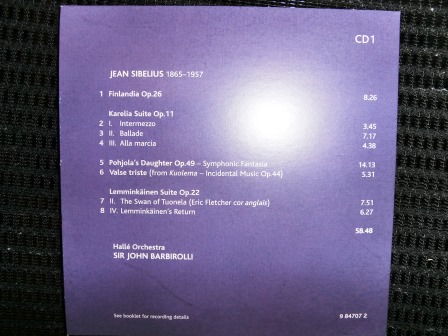 CD1
JEAN SIBELIUS 1865–1957
1 Finlandia Op.26 8.26
Karelia Suite Op.11
2 I. Intermezzo 3.45
3 II. Ballade 7.17
4 III. Alla marcia 4.38
5 Pohjola's Daughter Op.49 – Symphonic Fantasia 14.13
6 Valse triste (from Kuolema – Incidental Music Op.44) 5.31
Lemminkäinen Suite Op.22
7 II. The Swan of Tuonela (Eric Fletcher cor anglais) 7.51
8 IV. Lemminkäinen's Return 6.27
58.48
Hallé Orchestra
SIR JOHN BARBIROLLI
See booklet for recording details 9 84707 2